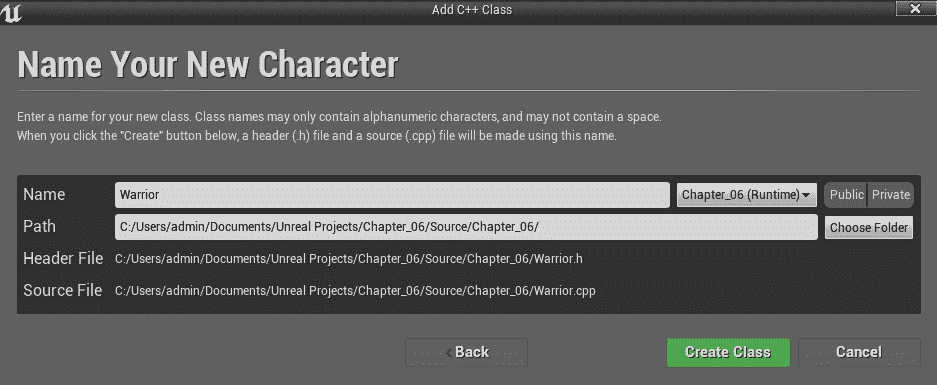 Add C++ Class
Name Your New Character
Enter a name for your new class. Class names may only contain alphanumeric characters, and may not contain a space.
When you click the "Create" button below, a header (.h) file and a source (.cpp) file will be made using this name.
Name Warrior Chapter_06 (Runtime) Public Private
Path C:/Users/admin/Documents/Unreal Projects/Chapter_06/Source/Chapter_06/ Choose Folder
Header File C:/Users/admin/Documents/Unreal Projects/Chapter_06/Source/Chapter_06/Warrior.h
Source File C:/Users/admin/Documents/Unreal Projects/Chapter_06/Source/Chapter_06/Warrior.cpp
Back Create Class Cancel